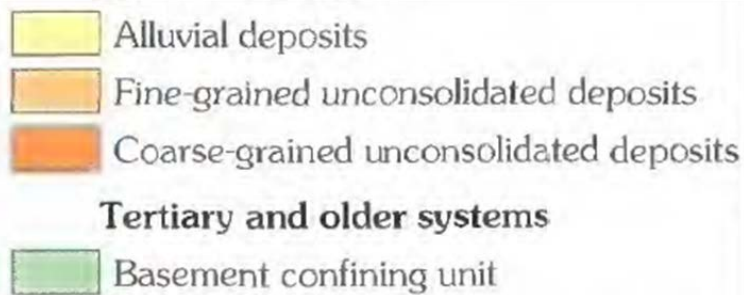 Alluvial deposits
Fine-grained unconsolidated deposits
Coarse-grained unconsolidated deposits
Tertiary and older systems
Basement confining unit